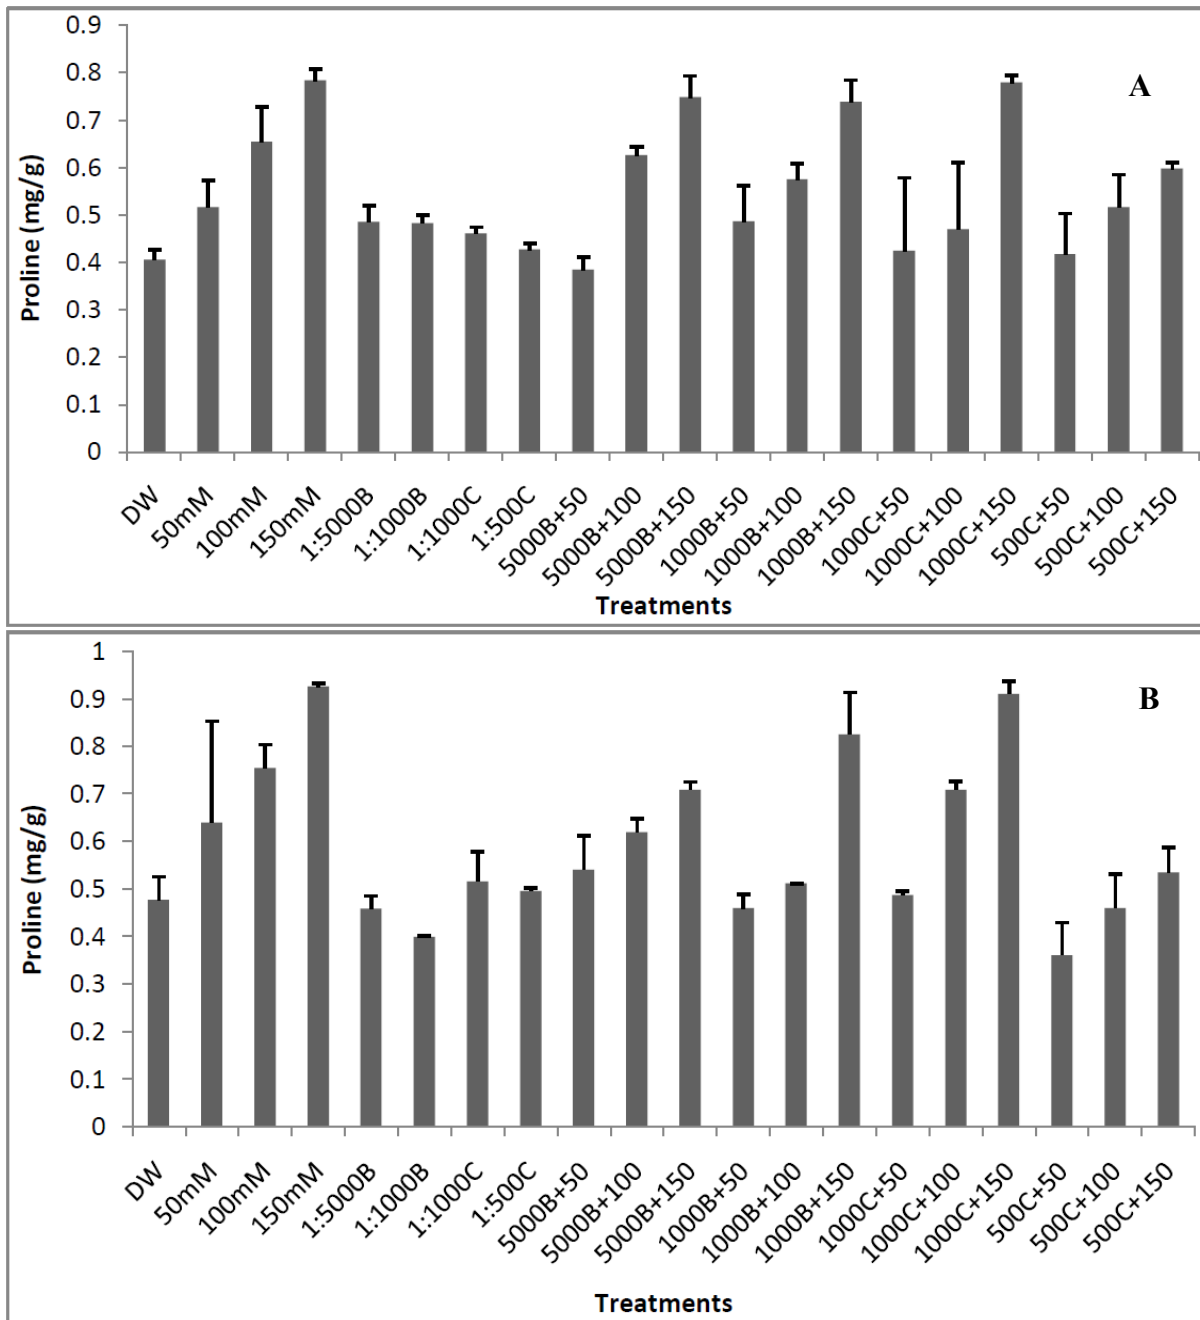 0.9
0.8
0.7
0.6
0.5
0.4
0.3
0.2
0.1
0
Proline (mg/g)
A
DW
50mM
100mM
150mM
1:5000B
1:1000B
1:1000C
1:500C
5000B+50
5000B+100
5000B+150
1000B+50
1000B+100
1000B+150
1000C+50
1000C+100
1000C+150
500C+50
500C+100
500C+150
Treatments
1
0.9
0.8
0.7
0.6
0.5
0.4
0.3
0.2
0.1
0
Proline (mg/g)
B
DW
50mM
100mM
150mM
1:5000B
1:1000B
1:1000C
1:500C
5000B+50
5000B+100
5000B+150
1000B+50
1000B+100
1000B+150
1000C+50
1000C+100
1000C+150
500C+50
500C+100
500C+150
Treatments